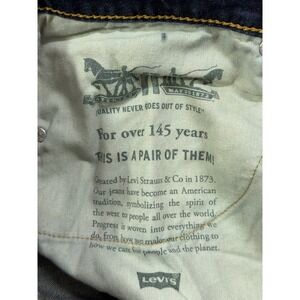 QUALITY NEVER GOES OUT OF STYLE
For over 145 years
THIS IS A PAIR OF THEM
Created by Levi Strauss & Co in 1873.
Our jeans have become an American
tradition, symbolizing the spirit of
the west to people all over the world.
Progress is woven into everything we
do, from how we make our clothing to
how we care for people and the planet.
LEVI'S